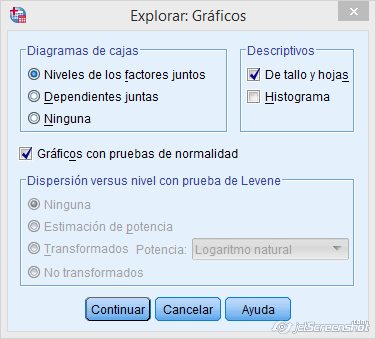 Explorar: Gráficos
Diagramas de cajas
Niveles de los factores juntos
Dependientes juntas
Ninguna
Descriptivos
De tallo y hojas
Histograma
Gráficos con pruebas de normalidad
Dispersión versus nivel con prueba de Levene
Ninguna
Estimación de potencia
Transformados Potencia: Logaritmo natural
No transformados
Continuar Cancelar Ayuda
jetScreenshot